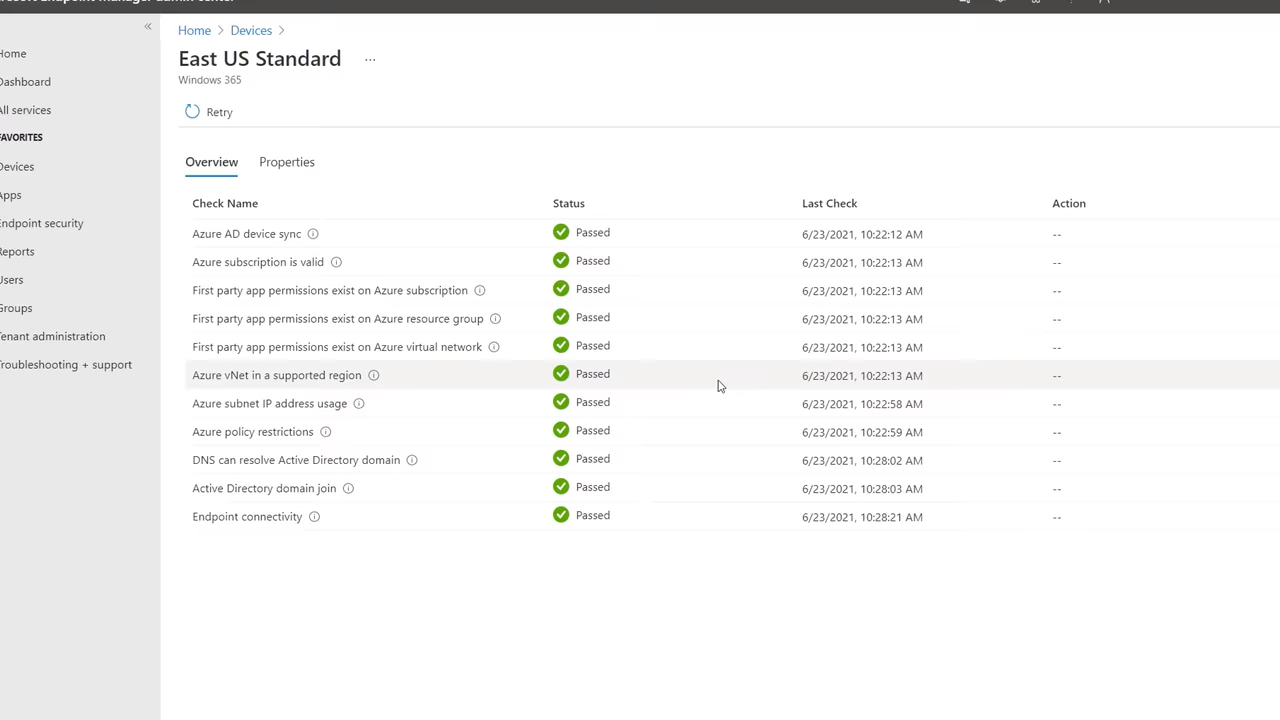 Microsoft Endpoint Manager admin center
Home > Devices >
East US Standard ...
Windows 365
Retry
Home
Dashboard
All services
FAVORITES
Devices
Apps
Endpoint security
Reports
Users
Groups
Tenant administration
Troubleshooting + support
Overview Properties
Check Name Status Last Check Action
Azure AD device sync Passed 6/23/2021, 10:22:12 AM --
Azure subscription is valid Passed 6/23/2021, 10:22:13 AM --
First party app permissions exist on Azure subscription Passed 6/23/2021, 10:22:13 AM --
First party app permissions exist on Azure resource group Passed 6/23/2021, 10:22:13 AM --
First party app permissions exist on Azure virtual network Passed 6/23/2021, 10:22:13 AM --
Azure vNet in a supported region Passed 6/23/2021, 10:22:13 AM --
Azure subnet IP address usage Passed 6/23/2021, 10:22:58 AM --
Azure policy restrictions Passed 6/23/2021, 10:22:59 AM --
DNS can resolve Active Directory domain Passed 6/23/2021, 10:28:02 AM --
Active Directory domain join Passed 6/23/2021, 10:28:03 AM --
Endpoint connectivity Passed 6/23/2021, 10:28:21 AM --